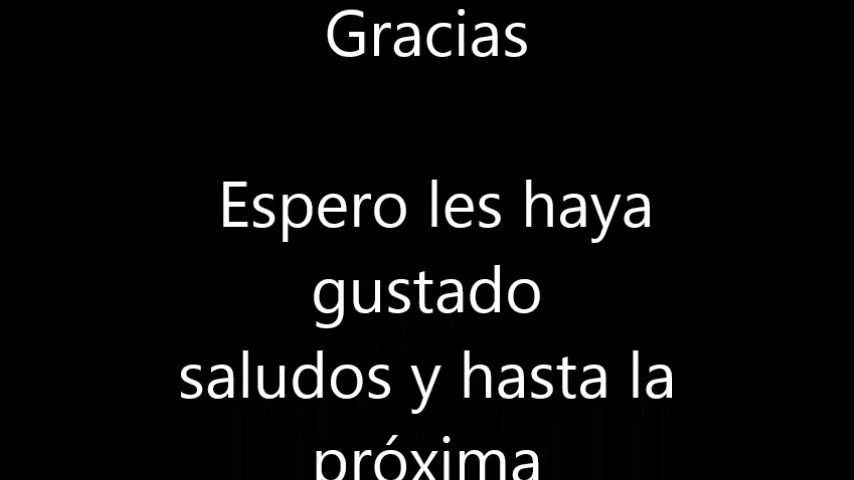 Gracias
Espero les haya
gustado
saludos y hasta la
próxima